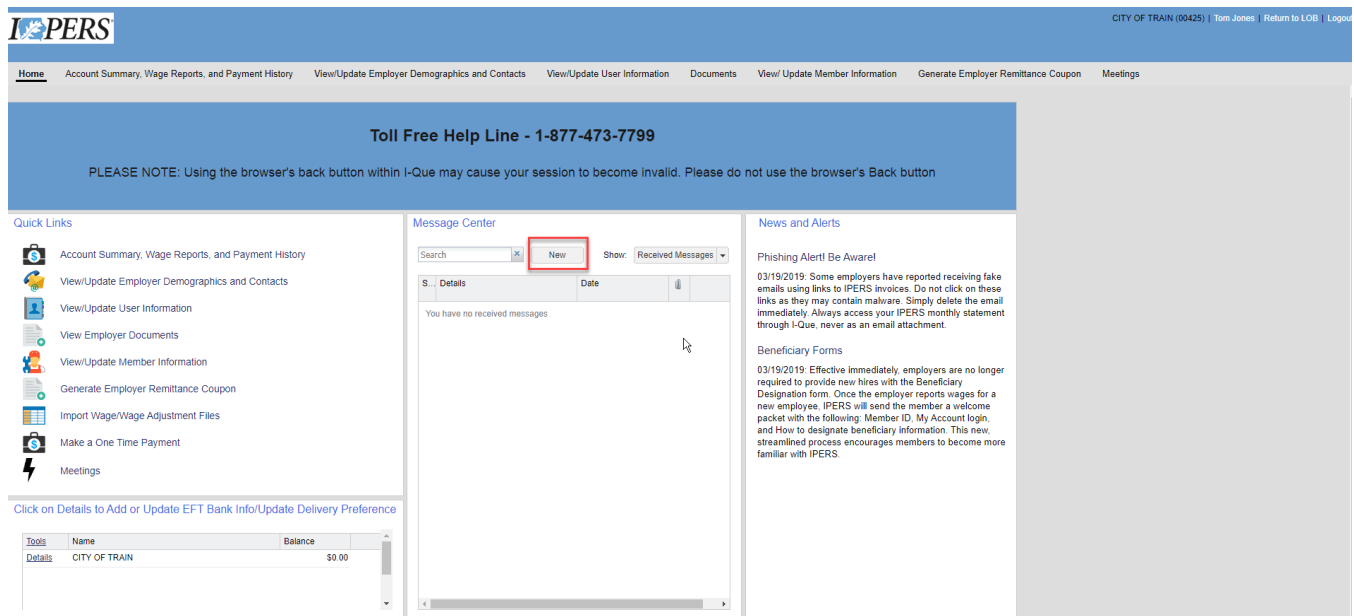 IPERS
CITY OF TRAIN (00425) | Tom Jones | Return to LOB | Logout
Home Account Summary, Wage Reports, and Payment History View/Update Employer Demographics and Contacts View/Update User Information Documents View/ Update Member Information Generate Employer Remittance Coupon Meetings
Toll Free Help Line - 1-877-473-7799
PLEASE NOTE: Using the browser's back button within I-Que may cause your session to become invalid. Please do not use the browser's Back button
Quick Links
Account Summary, Wage Reports, and Payment History
View/Update Employer Demographics and Contacts
View/Update User Information
View Employer Documents
View/Update Member Information
Generate Employer Remittance Coupon
Import Wage/Wage Adjustment Files
Make a One Time Payment
Meetings
Click on Details to Add or Update EFT Bank Info/Update Delivery Preference
Tools Name Balance
Details CITY OF TRAIN $0.00
Message Center
Search New Show: Received Messages
S... Details Date
You have no received messages
News and Alerts
Phishing Alert! Be Aware!
03/19/2019: Some employers have reported receiving fake
emails using links to IPERS invoices. Do not click on these
links as they may contain malware. Simply delete the email
immediately. Always access your IPERS monthly statement
through I-Que, never as an email attachment.
Beneficiary Forms
03/19/2019: Effective immediately, employers are no longer
required to provide new hires with the Beneficiary
Designation form. Once the employer reports wages for a
new employee, IPERS will send the member a welcome
packet with the following: Member ID, My Account login,
and How to designate beneficiary information. This new,
streamlined process encourages members to become more
familiar with IPERS.